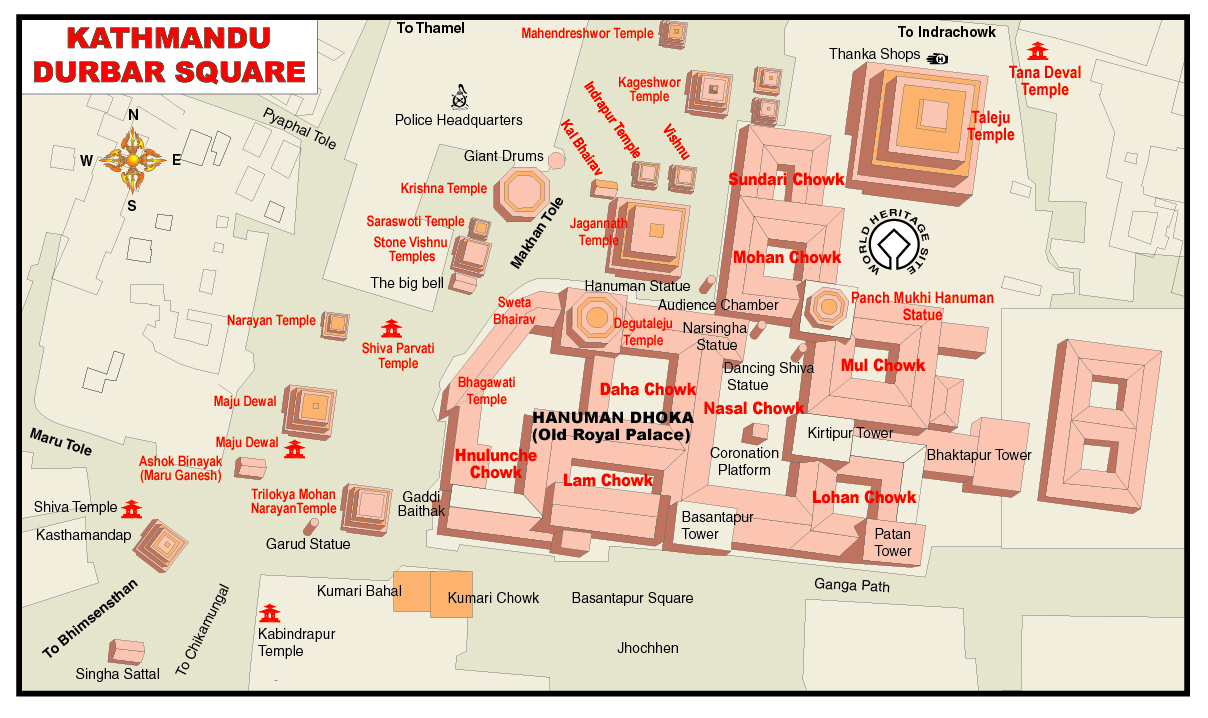 KATHMANDU
DURBAR SQUARE
To Thamel
Mahendreshwor Temple
To Indrachowk
Thanka Shops
H
Tana Deval
Temple
Kageshwor
Temple
N
W
E
S
Pyaphal Tole
Police Headquarters
Indrapur Temple
Kal Bhairav
Vishnu
Taleju
Temple
Giant Drums
Krishna Temple
Sundari Chowk
Saraswoti Temple
Stone Vishnu
Temples
Makhan Tole
Jagannath
Temple
WORLD HERITAGE SITE
Mohan Chowk
The big bell
Hanuman Statue
Audience Chamber
Panch Mukhi Hanuman
Statue
Sweta
Bhairav
Narayan Temple
Degutaleju
Temple
Narsingha
Statue
Shiva Parvati
Temple
Dancing Shiva
Statue
Mul Chowk
Bhagawati
Temple
Daha Chowk
Maju Dewal
Nasal Chowk
HANUMAN DHOKA
(Old Royal Palace)
Kirtipur Tower
Maru Tole
Maju Dewal
Ashok Binayak
(Maru Ganesh)
Hnulunche
Chowk
Coronation
Platform
Bhaktapur Tower
Lam Chowk
Trilokya Mohan
NarayanTemple
Gaddi
Baithak
Lohan Chowk
Shiva Temple
Kasthamandap
Garud Statue
Basantapur
Tower
Patan
Tower
Ganga Path
To Bhimsensthan
To Chikamungal
Kumari Bahal
Kumari Chowk
Basantapur Square
Kabindrapur
Temple
Jhochhen
Singha Sattal